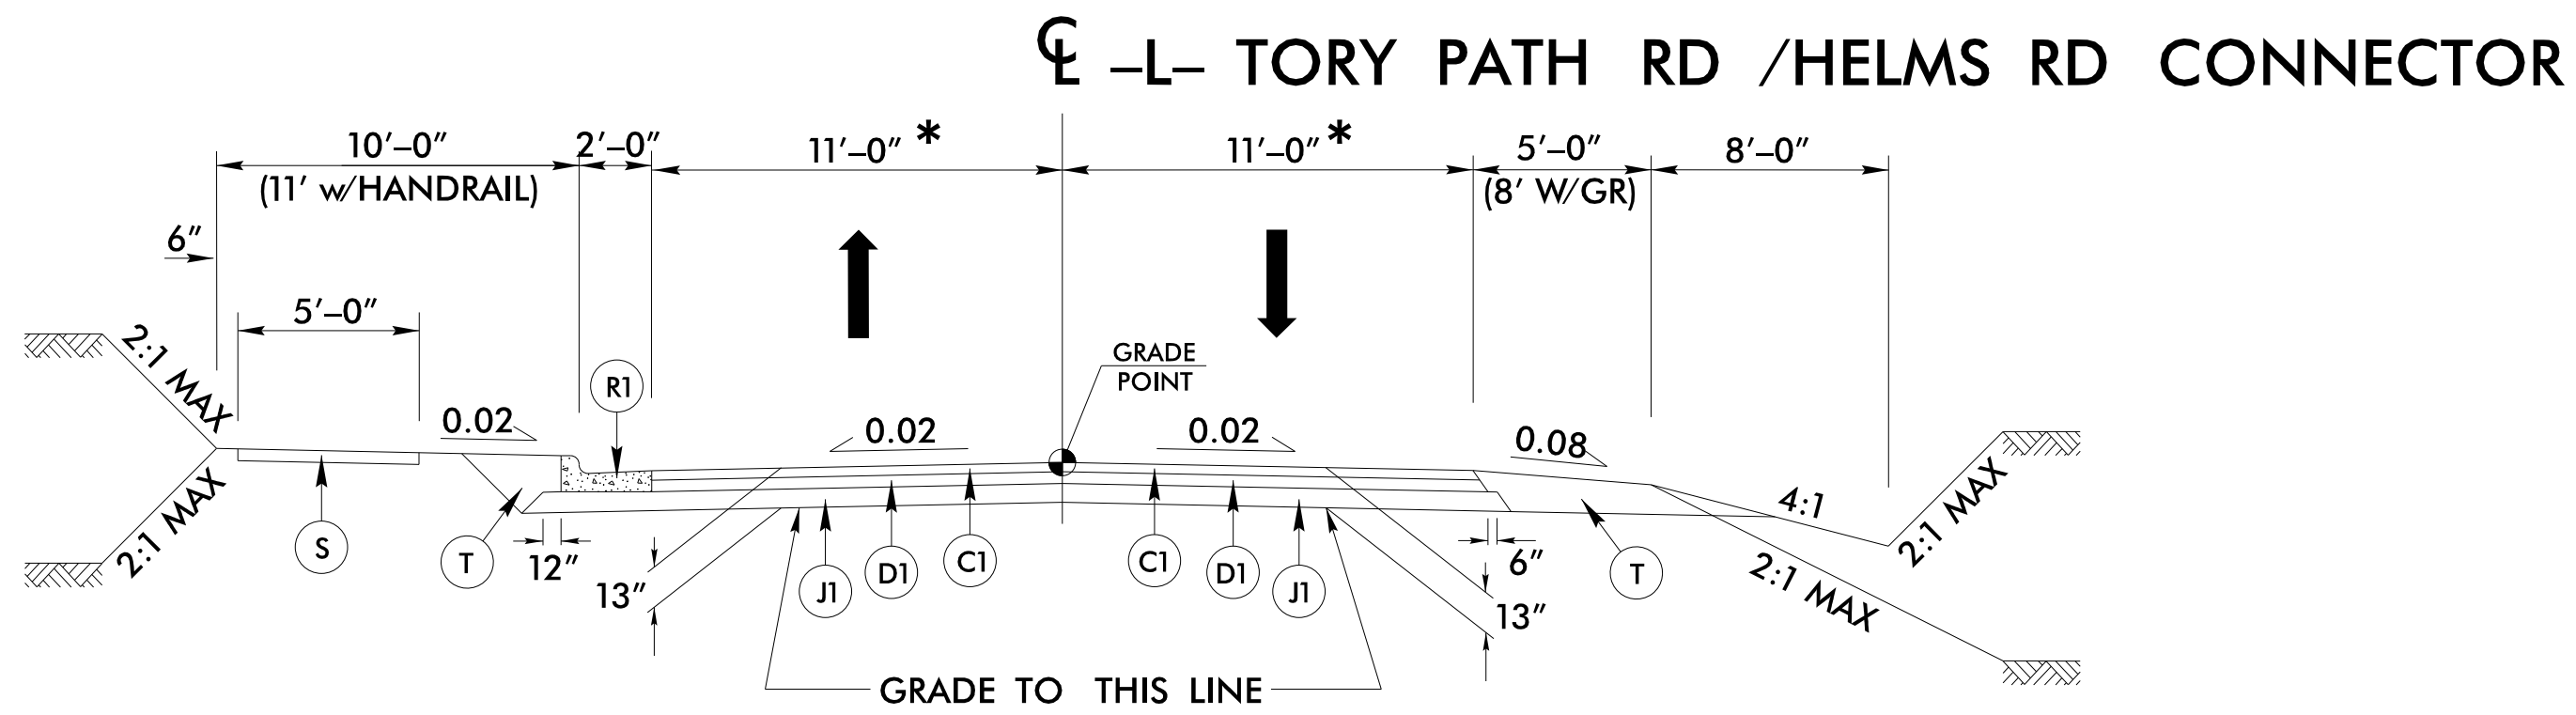 ℄ –L– TORY PATH RD /HELMS RD CONNECTOR
10′–0″ 2′–0″ 11′–0″ * 11′–0″ * 5′–0″ 8′–0″
(11′ w/HANDRAIL) (8′ W/GR)
6″
5′–0″
2:1 MAX
R1
GRADE
POINT
0.02 0.02 0.02 0.08
4:1
2:1 MAX
2:1 MAX
2:1 MAX
S T 12″ 13″ J1 D1 C1 C1 D1 J1 6″ 13″ T
GRADE TO THIS LINE